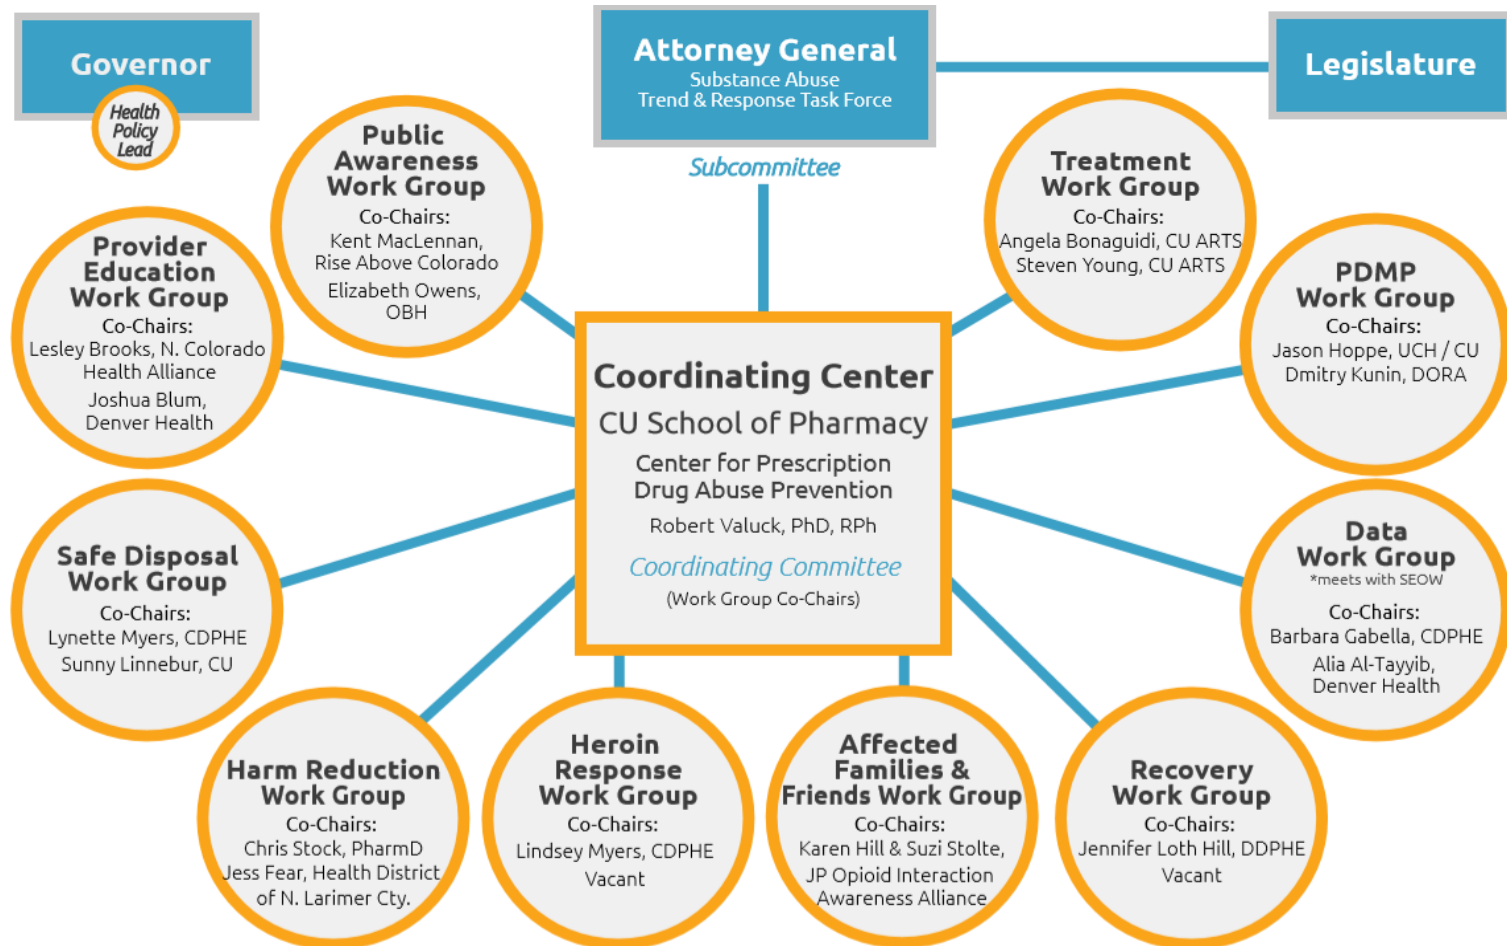 Governor
Health
Policy
Lead
Attorney General
Substance Abuse
Trend & Response Task Force
Subcommittee
Legislature
Public
Awareness
Work Group
Co-Chairs:
Kent MacLennan,
Rise Above Colorado
Elizabeth Owens,
OBH
Treatment
Work Group
Co-Chairs:
Angela Bonaguidi, CU ARTS
Steven Young, CU ARTS
Provider
Education
Work Group
Co-Chairs:
Lesley Brooks, N. Colorado
Health Alliance
Joshua Blum,
Denver Health
PDMP
Work Group
Co-Chairs:
Jason Hoppe, UCH / CU
Dmitry Kunin, DORA
Coordinating Center
CU School of Pharmacy
Center for Prescription
Drug Abuse Prevention
Robert Valuck, PhD, RPh
Coordinating Committee
(Work Group Co-Chairs)
Safe Disposal
Work Group
Co-Chairs:
Lynette Myers, CDPHE
Sunny Linnebur, CU
Data
Work Group
*meets with SEOW
Co-Chairs:
Barbara Gabella, CDPHE
Alia Al-Tayyib,
Denver Health
Harm Reduction
Work Group
Co-Chairs:
Chris Stock, PharmD
Jess Fear, Health District
of N. Larimer Cty.
Heroin
Response
Work Group
Co-Chairs:
Lindsey Myers, CDPHE
Vacant
Affected
Families &
Friends Work Group
Co-Chairs:
Karen Hill & Suzi Stolte,
JP Opioid Interaction
Awareness Alliance
Recovery
Work Group
Co-Chairs:
Jennifer Loth Hill, DDPHE
Vacant